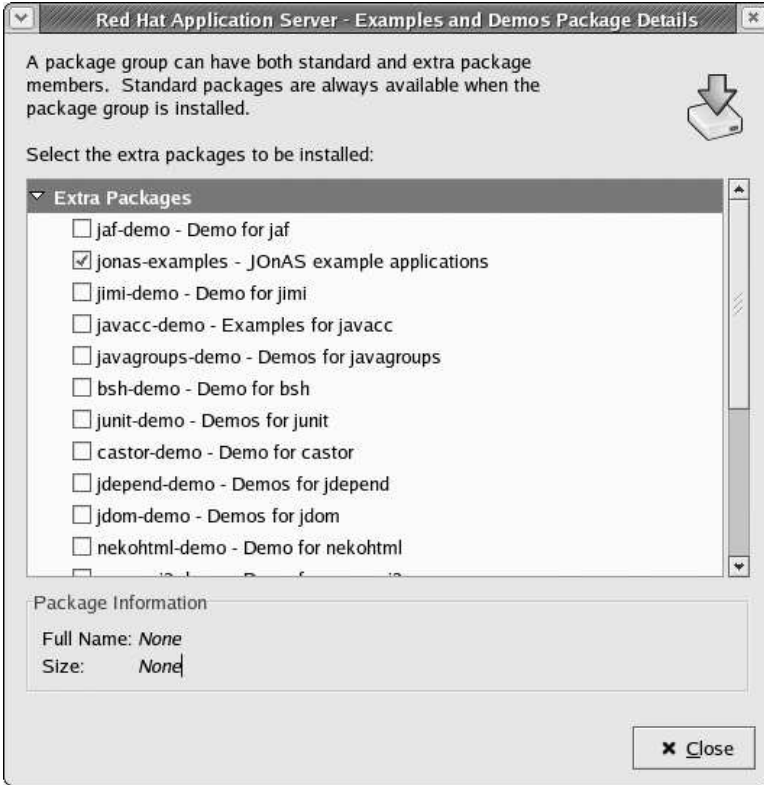 Red Hat Application Server - Examples and Demos Package Details
A package group can have both standard and extra package
members. Standard packages are always available when the
package group is installed.
Select the extra packages to be installed:
Extra Packages
jaf-demo - Demo for jaf
jonas-examples - JOnAS example applications
jimi-demo - Demo for jimi
javacc-demo - Examples for javacc
javagroups-demo - Demos for javagroups
bsh-demo - Demo for bsh
junit-demo - Demos for junit
castor-demo - Demo for castor
jdepend-demo - Demos for jdepend
jdom-demo - Demos for jdom
nekohtml-demo - Demo for nekohtml
Package Information
Full Name: None
Size: None
Close